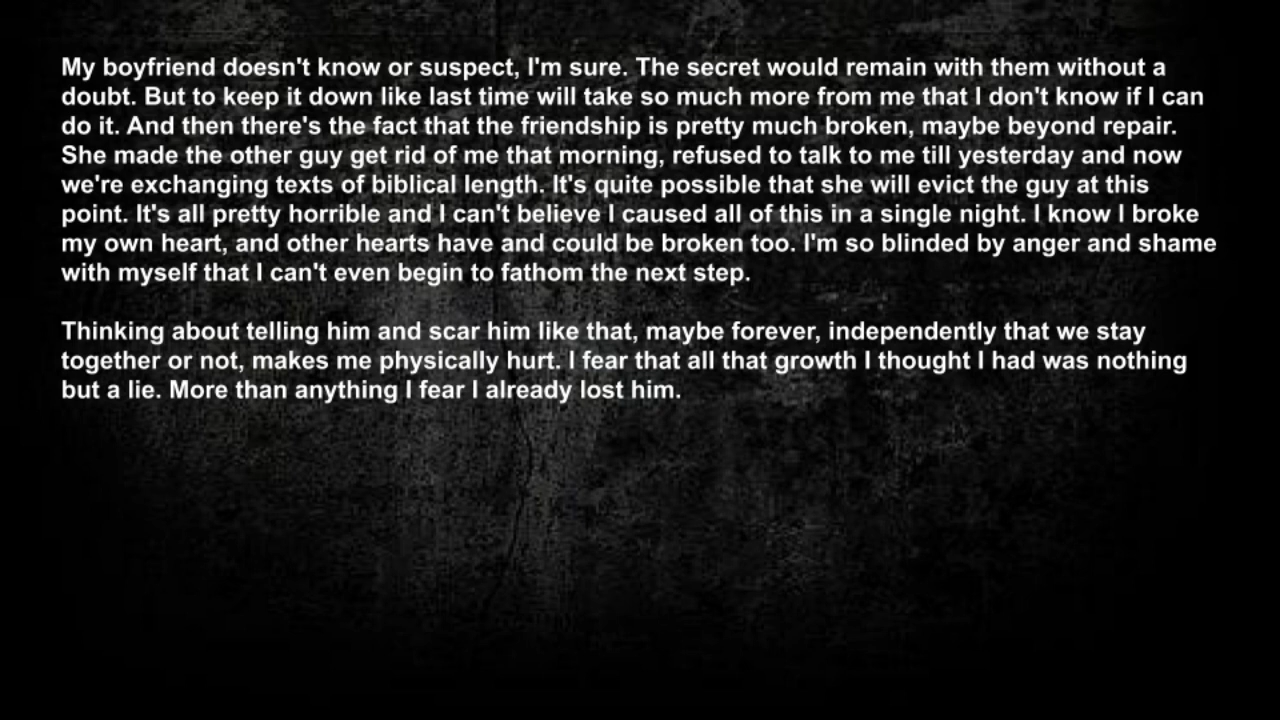 My boyfriend doesn't know or suspect, I'm sure. The secret would remain with them without a
doubt. But to keep it down like last time will take so much more from me that I don't know if I can
do it. And then there's the fact that the friendship is pretty much broken, maybe beyond repair.
She made the other guy get rid of me that morning, refused to talk to me till yesterday and now
we're exchanging texts of biblical length. It's quite possible that she will evict the guy at this
point. It's all pretty horrible and I can't believe I caused all of this in a single night. I know I broke
my own heart, and other hearts have and could be broken too. I'm so blinded by anger and shame
with myself that I can't even begin to fathom the next step.

Thinking about telling him and scar him like that, maybe forever, independently that we stay
together or not, makes me physically hurt. I fear that all that growth I thought I had was nothing
but a lie. More than anything I fear I already lost him.